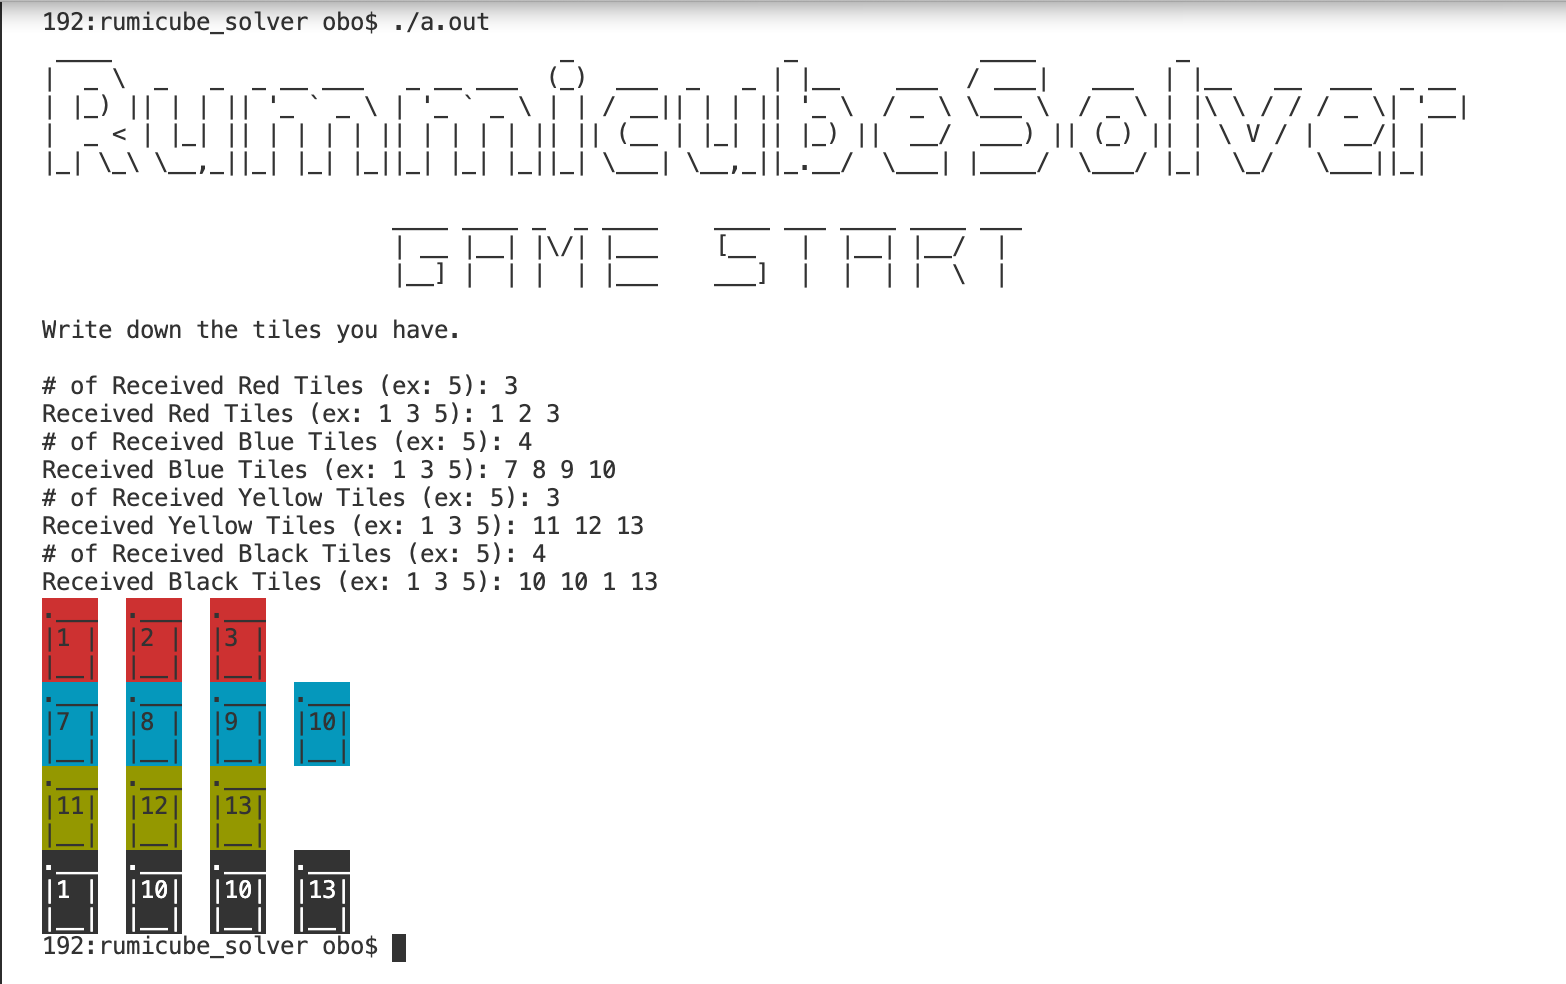 192:rumicube_solver obo$ ./a.out
RummicubeSolver
GAME START
Write down the tiles you have.
# of Received Red Tiles (ex: 5): 3
Received Red Tiles (ex: 1 3 5): 1 2 3
# of Received Blue Tiles (ex: 5): 4
Received Blue Tiles (ex: 1 3 5): 7 8 9 10
# of Received Yellow Tiles (ex: 5): 3
Received Yellow Tiles (ex: 1 3 5): 11 12 13
# of Received Black Tiles (ex: 5): 4
Received Black Tiles (ex: 1 3 5): 10 10 1 13
1 2 3
7 8 9 10
11 12 13
1 10 10 13
192:rumicube_solver obo$